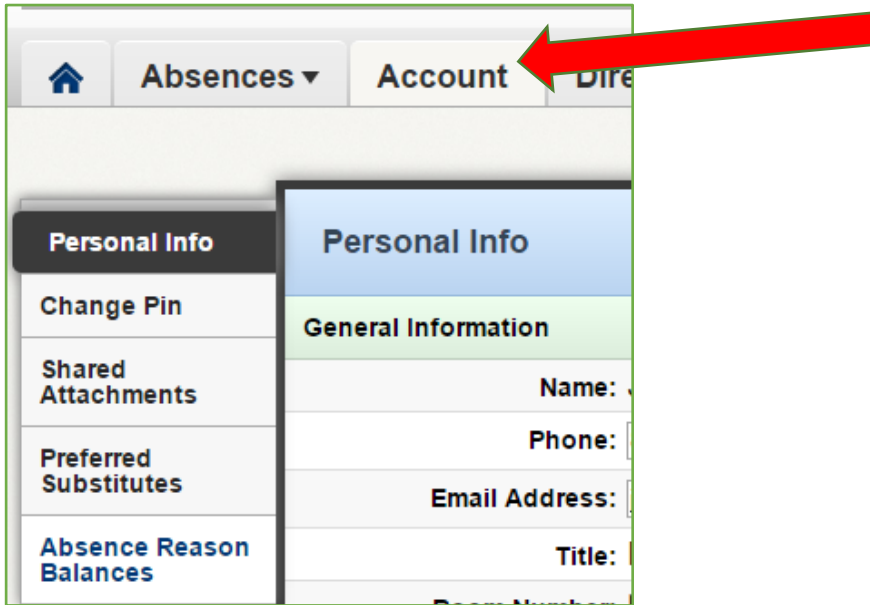 Absences Account
Personal Info
Change Pin
Shared
Attachments
Preferred
Substitutes
Absence Reason
Balances
Personal Info
General Information
Name:
Phone:
Email Address:
Title: